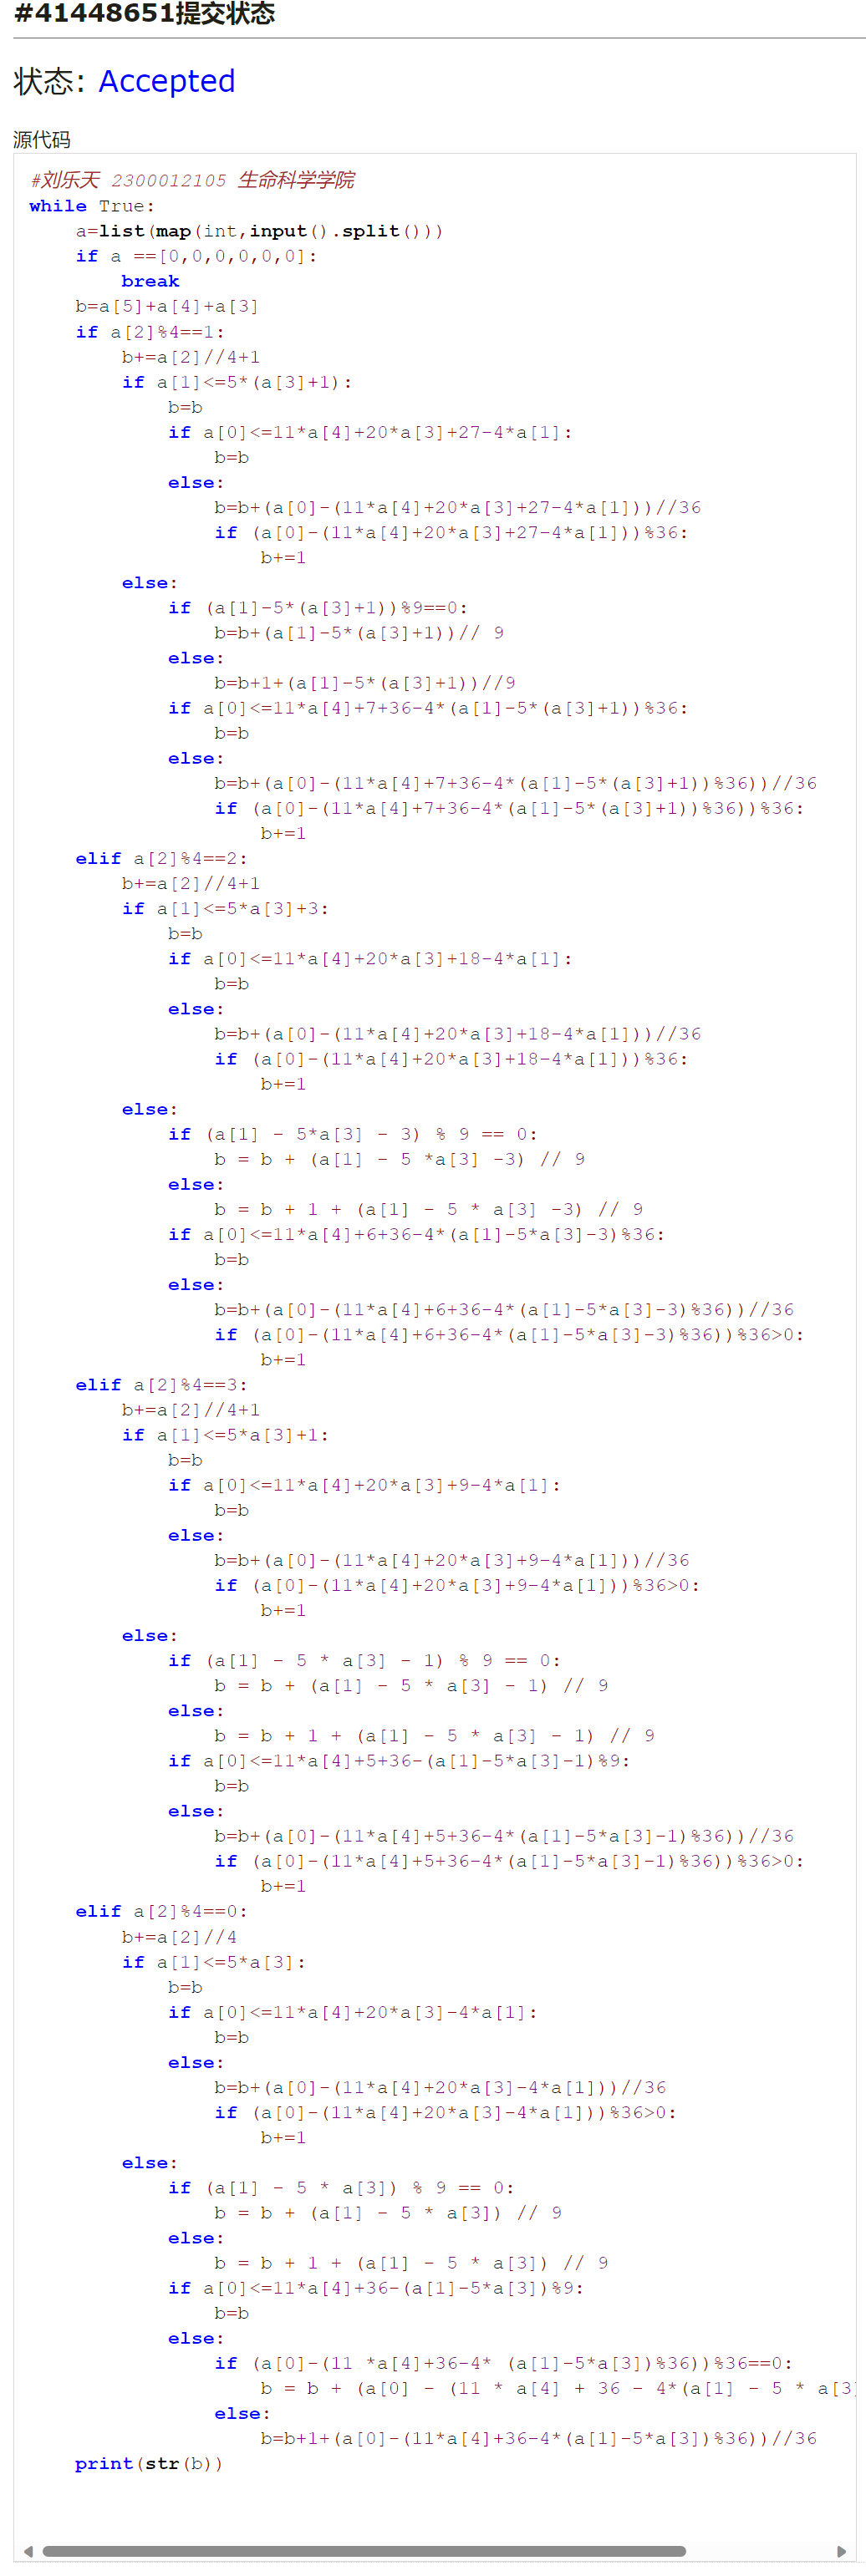 #41448651提交状态
状态: Accepted
源代码
#刘乐天 2300012105 生命科学学院
while True:
    a=list(map(int,input().split()))
    if a ==[0,0,0,0,0,0]:
        break
    b=a[5]+a[4]+a[3]
    if a[2]%4==1:
        b+=a[2]//4+1
        if a[1]<=5*(a[3]+1):
            b=b
            if a[0]<=11*a[4]+20*a[3]+27-4*a[1]:
                b=b
            else:
                b=b+(a[0]-(11*a[4]+20*a[3]+27-4*a[1]))//36
                if (a[0]-(11*a[4]+20*a[3]+27-4*a[1]))%36:
                    b+=1
        else:
            if (a[1]-5*(a[3]+1))%9==0:
                b=b+(a[1]-5*(a[3]+1))// 9
            else:
                b=b+1+(a[1]-5*(a[3]+1))//9
            if a[0]<=11*a[4]+7+36-4*(a[1]-5*(a[3]+1))%36:
                b=b
            else:
                b=b+(a[0]-(11*a[4]+7+36-4*(a[1]-5*(a[3]+1))%36))//36
                if (a[0]-(11*a[4]+7+36-4*(a[1]-5*(a[3]+1))%36))%36:
                    b+=1
    elif a[2]%4==2:
        b+=a[2]//4+1
        if a[1]<=5*a[3]+3:
            b=b
            if a[0]<=11*a[4]+20*a[3]+18-4*a[1]:
                b=b
            else:
                b=b+(a[0]-(11*a[4]+20*a[3]+18-4*a[1]))//36
                if (a[0]-(11*a[4]+20*a[3]+18-4*a[1]))%36:
                    b+=1
        else:
            if (a[1] - 5*a[3] - 3) % 9 == 0:
                b = b + (a[1] - 5 *a[3] -3) // 9
            else:
                b = b + 1 + (a[1] - 5 * a[3] -3) // 9
            if a[0]<=11*a[4]+6+36-4*(a[1]-5*a[3]-3)%36:
                b=b
            else:
                b=b+(a[0]-(11*a[4]+6+36-4*(a[1]-5*a[3]-3)%36))//36
                if (a[0]-(11*a[4]+6+36-4*(a[1]-5*a[3]-3)%36))%36>0:
                    b+=1
    elif a[2]%4==3:
        b+=a[2]//4+1
        if a[1]<=5*a[3]+1:
            b=b
            if a[0]<=11*a[4]+20*a[3]+9-4*a[1]:
                b=b
            else:
                b=b+(a[0]-(11*a[4]+20*a[3]+9-4*a[1]))//36
                if (a[0]-(11*a[4]+20*a[3]+9-4*a[1]))%36>0:
                    b+=1
        else:
            if (a[1] - 5 * a[3] - 1) % 9 == 0:
                b = b + (a[1] - 5 * a[3] - 1) // 9
            else:
                b = b + 1 + (a[1] - 5 * a[3] - 1) // 9
            if a[0]<=11*a[4]+5+36-(a[1]-5*a[3]-1)%9:
                b=b
            else:
                b=b+(a[0]-(11*a[4]+5+36-4*(a[1]-5*a[3]-1)%36))//36
                if (a[0]-(11*a[4]+5+36-4*(a[1]-5*a[3]-1)%36))%36>0:
                    b+=1
    elif a[2]%4==0:
        b+=a[2]//4
        if a[1]<=5*a[3]:
            b=b
            if a[0]<=11*a[4]+20*a[3]-4*a[1]:
                b=b
            else:
                b=b+(a[0]-(11*a[4]+20*a[3]-4*a[1]))//36
                if (a[0]-(11*a[4]+20*a[3]-4*a[1]))%36>0:
                    b+=1
        else:
            if (a[1] - 5 * a[3]) % 9 == 0:
                b = b + (a[1] - 5 * a[3]) // 9
            else:
                b = b + 1 + (a[1] - 5 * a[3]) // 9
            if a[0]<=11*a[4]+36-(a[1]-5*a[3])%9:
                b=b
            else:
                if (a[0]-(11 *a[4]+36-4* (a[1]-5*a[3])%36))%36==0:
                    b = b + (a[0] - (11 * a[4] + 36 - 4*(a[1] - 5 * a[3]
                else:
                    b=b+1+(a[0]-(11*a[4]+36-4*(a[1]-5*a[3])%36))//36
    print(str(b))